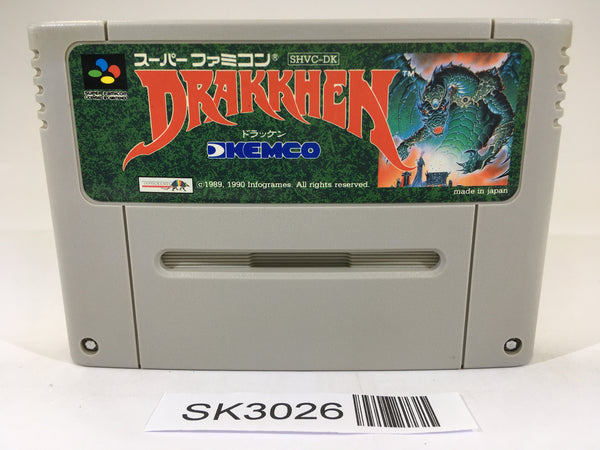 スーパーファミコン® SHVC-DK
DRAKKHEN™
ドラッケン
KEMCO
©1989, 1990 Infogrames. All rights reserved.
made in japan
SK3026